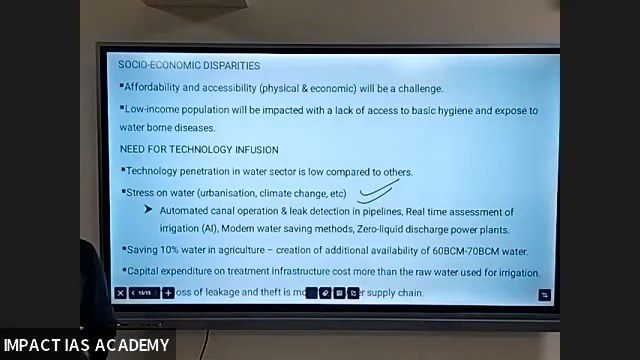 SOCIO-ECONOMIC DISPARITIES
▪Affordability and accessibility (physical & economic) will be a challenge.
▪Low-income population will be impacted with a lack of access to basic hygiene and expose to
water borne diseases.
NEED FOR TECHNOLOGY INFUSION
▪Technology penetration in water sector is low compared to others.
▪Stress on water (urbanisation, climate change, etc)
➤ Automated canal operation & leak detection in pipelines, Real time assessment of
irrigation (AI), Modern water saving methods, Zero-liquid discharge power plants.
▪Saving 10% water in agriculture – creation of additional availability of 60BCM-70BCM water.
▪Capital expenditure on treatment infrastructure cost more than the raw water used for irrigation.
15/15 oss of leakage and theft is supply chain.
IMPACT IAS ACADEMY